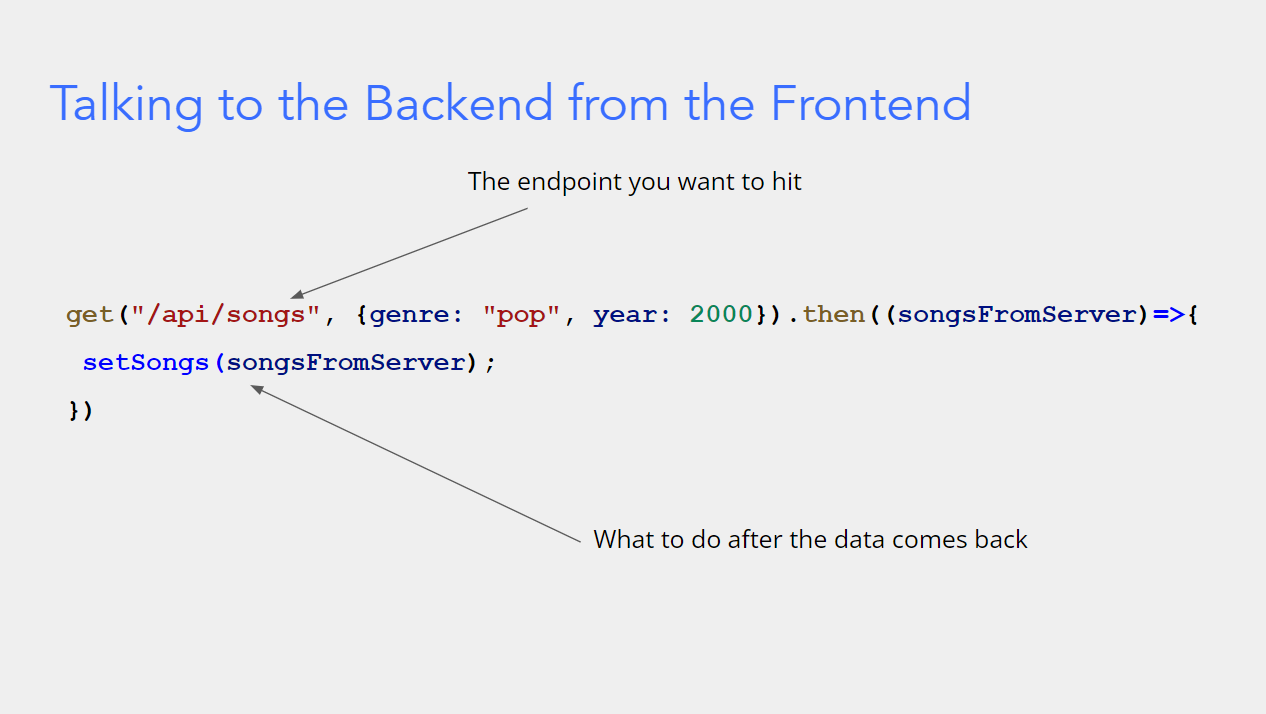 Talking to the Backend from the Frontend
The endpoint you want to hit
get("/api/songs", {genre: "pop", year: 2000}).then((songsFromServer)=>{
setSongs(songsFromServer);
})
What to do after the data comes back